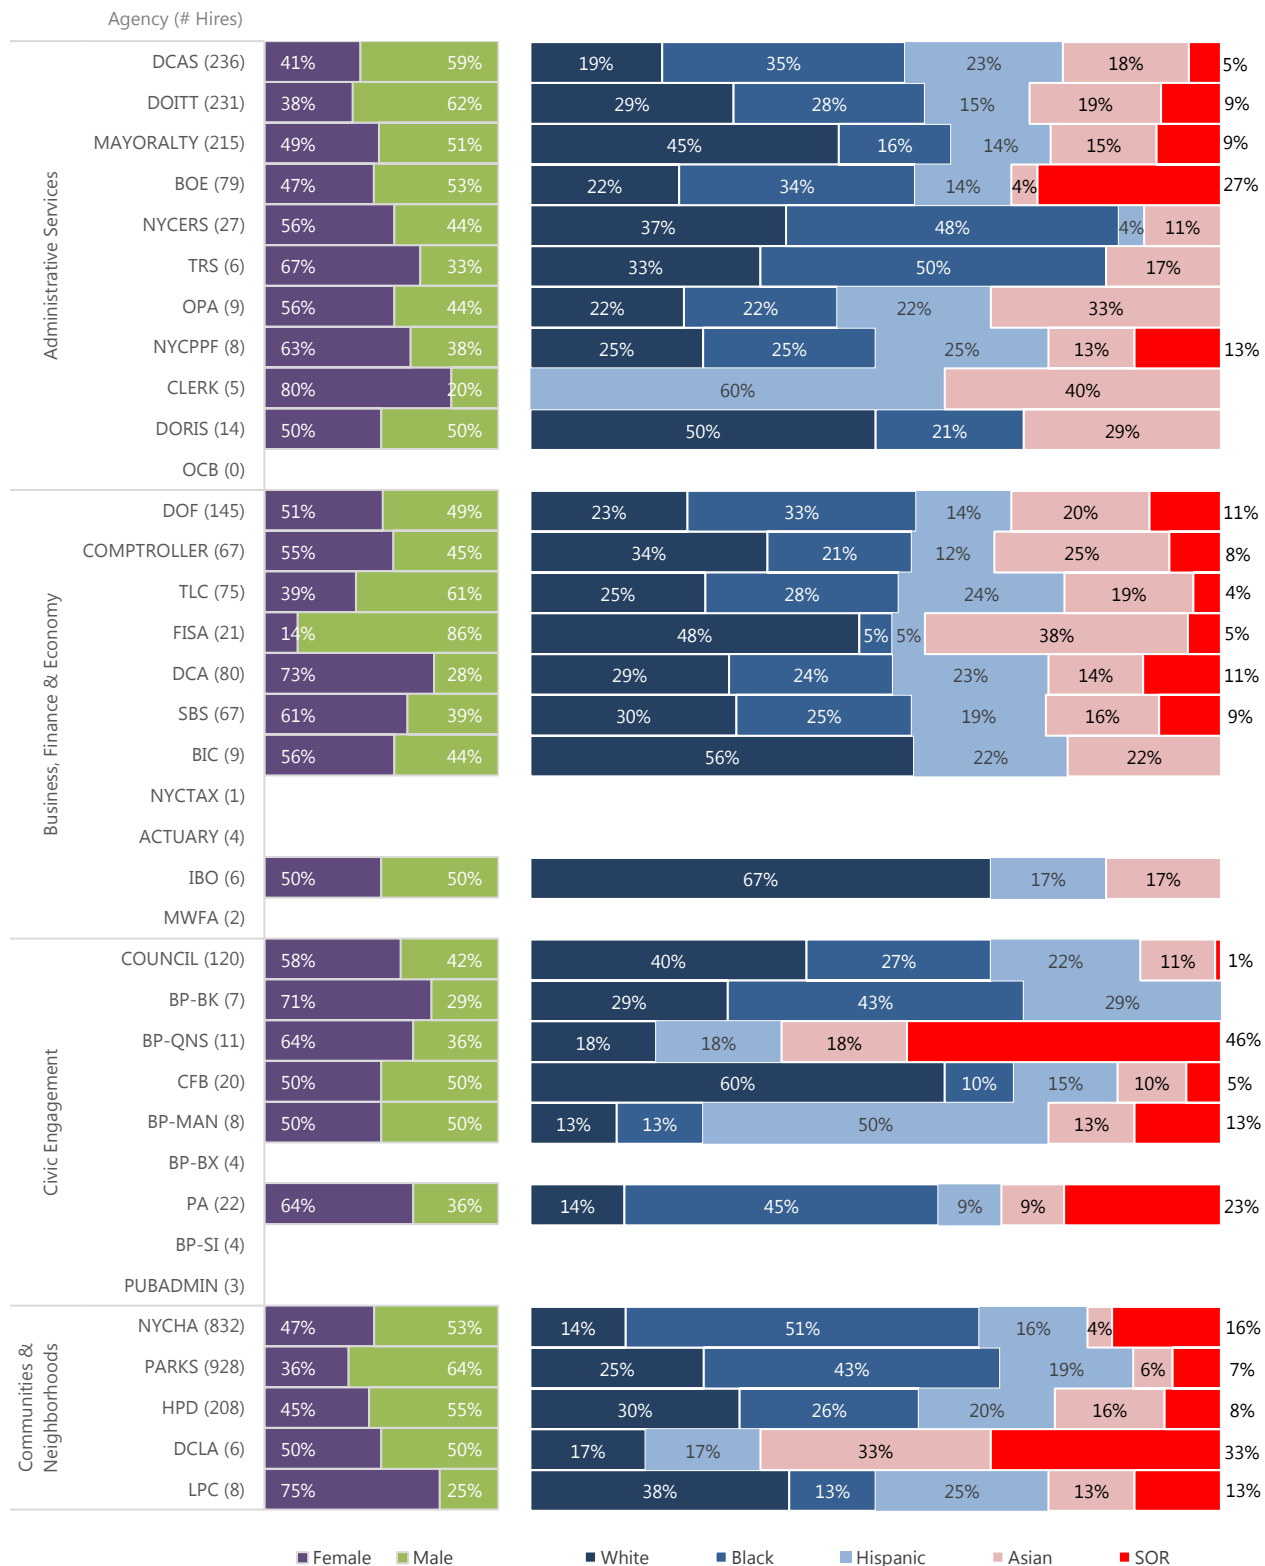 Agency (# Hires)
Administrative Services
DCAS (236) 41% 59% 19% 35% 23% 18% 5%
DOITT (231) 38% 62% 29% 28% 15% 19% 9%
MAYORALTY (215) 49% 51% 45% 16% 14% 15% 9%
BOE (79) 47% 53% 22% 34% 14% 4% 27%
NYCERS (27) 56% 44% 37% 48% 4% 11%
TRS (6) 67% 33% 33% 50% 17%
OPA (9) 56% 44% 22% 22% 22% 33%
NYCPPF (8) 63% 38% 25% 25% 25% 13% 13%
CLERK (5) 80% 20% 60% 40%
DORIS (14) 50% 50% 50% 21% 29%
OCB (0)
Business, Finance & Economy
DOF (145) 51% 49% 23% 33% 14% 20% 11%
COMPTROLLER (67) 55% 45% 34% 21% 12% 25% 8%
TLC (75) 39% 61% 25% 28% 24% 19% 4%
FISA (21) 14% 86% 48% 5% 5% 38% 5%
DCA (80) 73% 28% 29% 24% 23% 14% 11%
SBS (67) 61% 39% 30% 25% 19% 16% 9%
BIC (9) 56% 44% 56% 22% 22%
NYCTAX (1)
ACTUARY (4)
IBO (6) 50% 50% 67% 17% 17%
MWFA (2)
Civic Engagement
COUNCIL (120) 58% 42% 40% 27% 22% 11% 1%
BP-BK (7) 71% 29% 29% 43% 29%
BP-QNS (11) 64% 36% 18% 18% 18% 46%
CFB (20) 50% 50% 60% 10% 15% 10% 5%
BP-MAN (8) 50% 50% 13% 13% 50% 13% 13%
BP-BX (4)
PA (22) 64% 36% 14% 45% 9% 9% 23%
BP-SI (4)
PUBADMIN (3)
Communities &
Neighborhoods
NYCHA (832) 47% 53% 14% 51% 16% 4% 16%
PARKS (928) 36% 64% 25% 43% 19% 6% 7%
HPD (208) 45% 55% 30% 26% 20% 16% 8%
DCLA (6) 50% 50% 17% 17% 33% 33%
LPC (8) 75% 25% 38% 13% 25% 13% 13%
Female Male White Black Hispanic Asian SOR